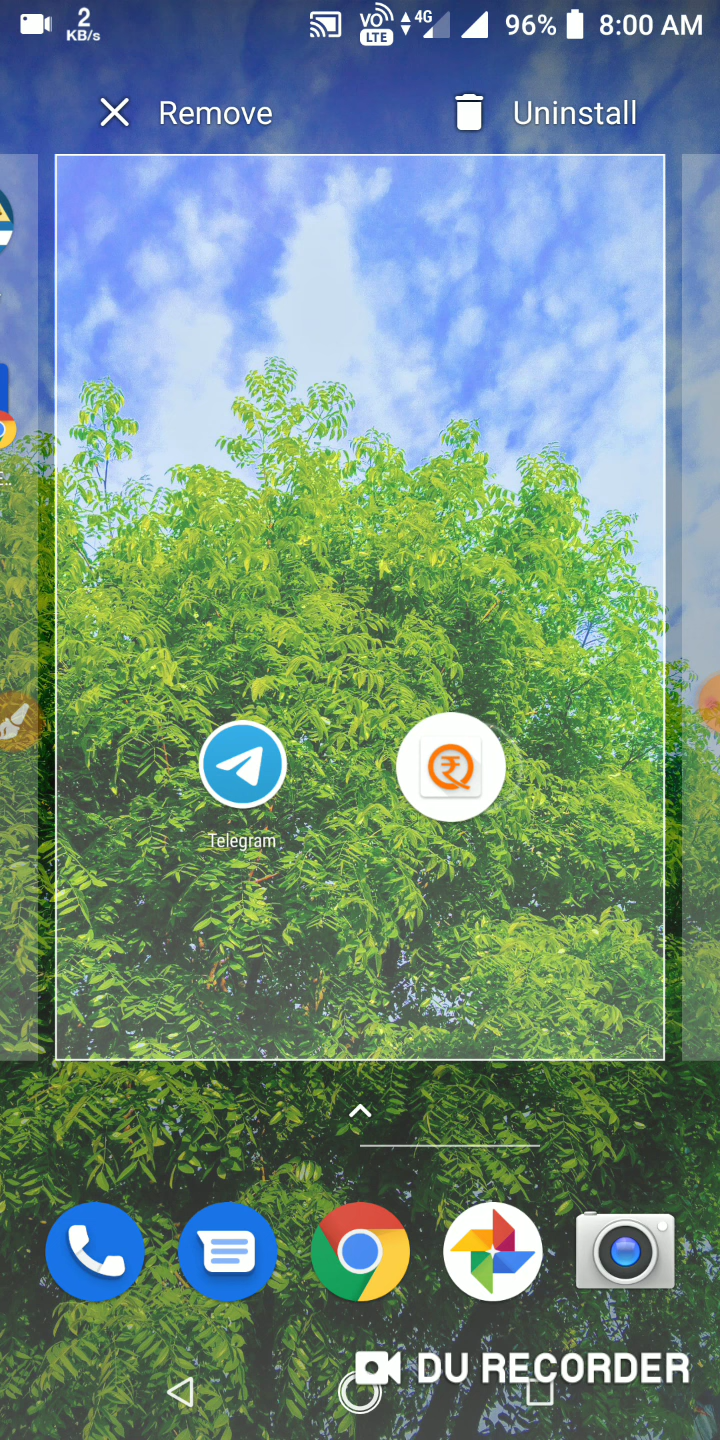 2
KB/s
VO
LTE
4G
96%
8:00 AM
Remove
Uninstall
Telegram
DU RECORDER